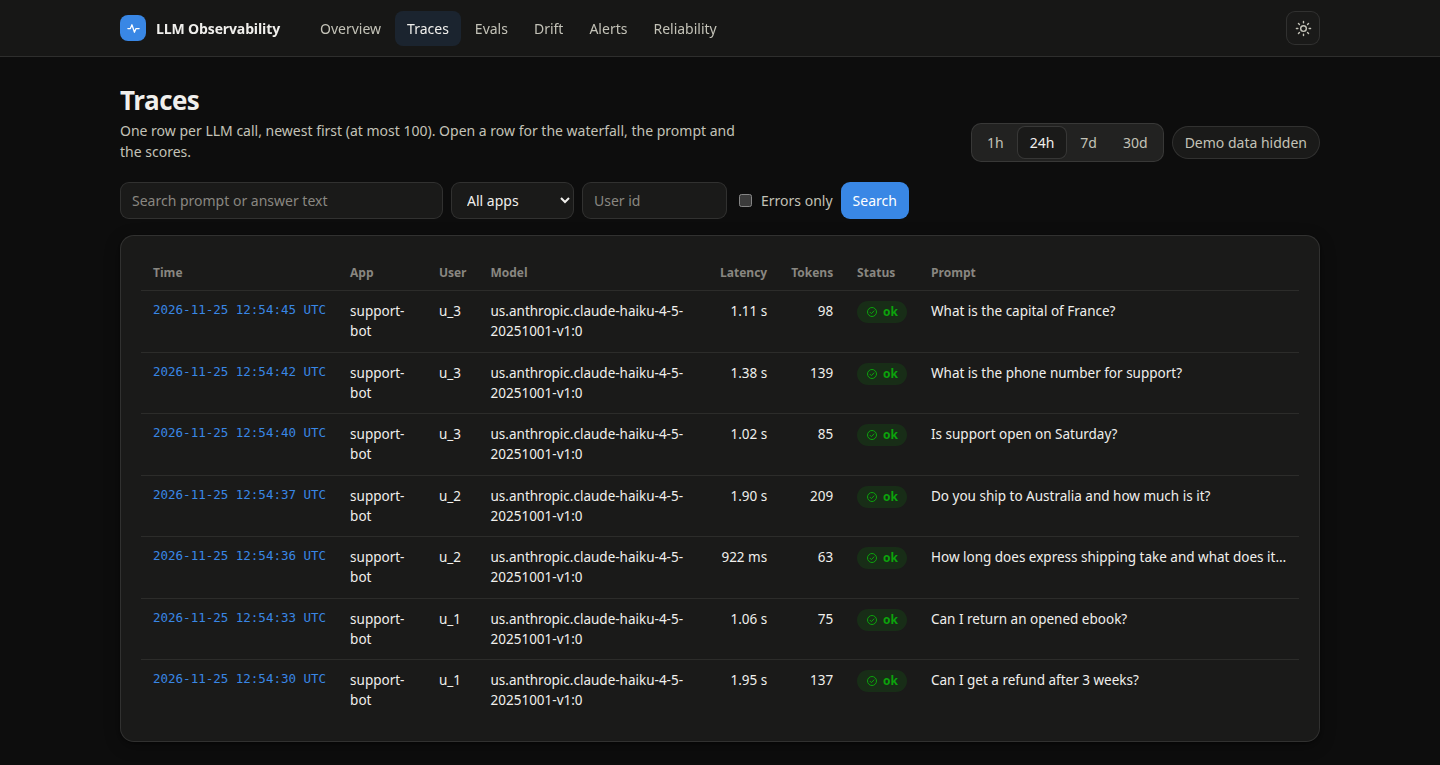 LLM Observability Overview Traces Evals Drift Alerts Reliability
Traces
One row per LLM call, newest first (at most 100). Open a row for the waterfall, the prompt and
the scores.
1h 24h 7d 30d Demo data hidden
Search prompt or answer text All apps User id Errors only Search
Time App User Model Latency Tokens Status Prompt
2026-11-25 12:54:45 UTC support- u_3 us.anthropic.claude-haiku-4-5- 1.11 s 98 ok What is the capital of France?
bot 20251001-v1:0
2026-11-25 12:54:42 UTC support- u_3 us.anthropic.claude-haiku-4-5- 1.38 s 139 ok What is the phone number for support?
bot 20251001-v1:0
2026-11-25 12:54:40 UTC support- u_3 us.anthropic.claude-haiku-4-5- 1.02 s 85 ok Is support open on Saturday?
bot 20251001-v1:0
2026-11-25 12:54:37 UTC support- u_2 us.anthropic.claude-haiku-4-5- 1.90 s 209 ok Do you ship to Australia and how much is it?
bot 20251001-v1:0
2026-11-25 12:54:36 UTC support- u_2 us.anthropic.claude-haiku-4-5- 922 ms 63 ok How long does express shipping take and what does it...
bot 20251001-v1:0
2026-11-25 12:54:33 UTC support- u_1 us.anthropic.claude-haiku-4-5- 1.06 s 75 ok Can I return an opened ebook?
bot 20251001-v1:0
2026-11-25 12:54:30 UTC support- u_1 us.anthropic.claude-haiku-4-5- 1.95 s 137 ok Can I get a refund after 3 weeks?
bot 20251001-v1:0